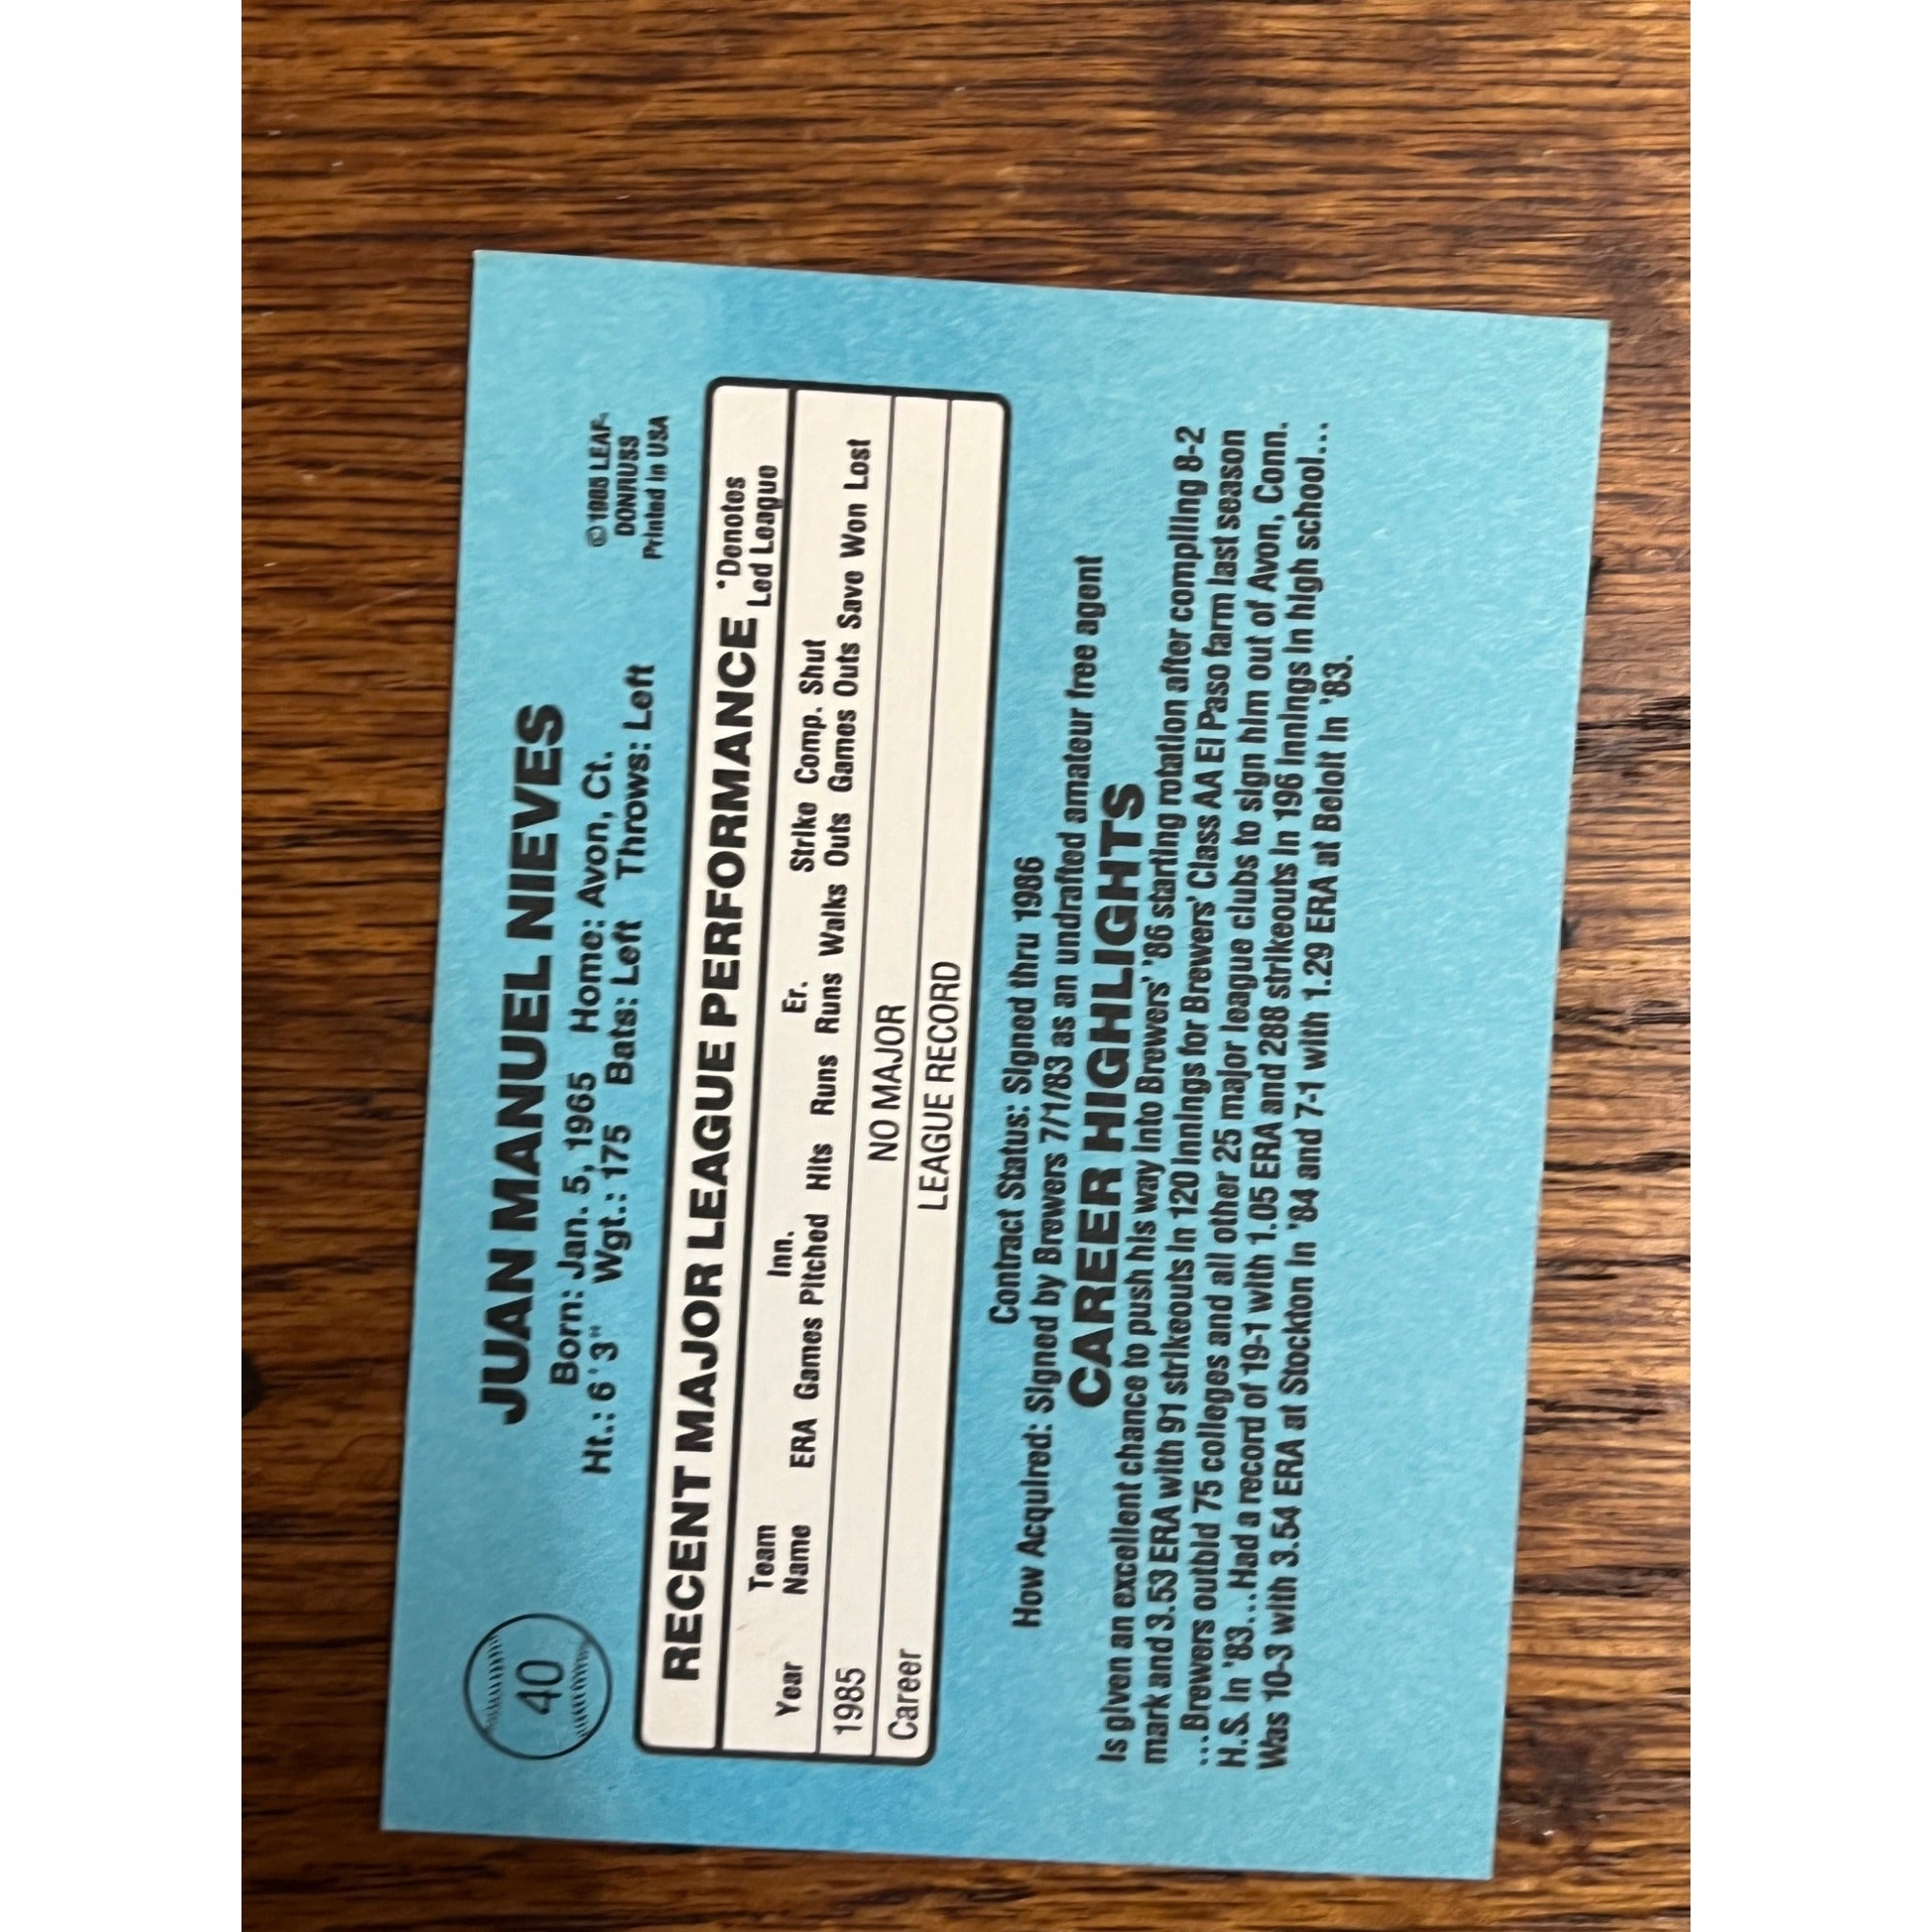 40
JUAN MANUEL NIEVES
Born: Jan. 5, 1965 Home: Avon, Ct.
Ht.: 6'3" Wgt.: 175 Bats: Left Throws: Left
© 1985 LEAF-
DONRUSS
Printed in USA
RECENT MAJOR LEAGUE PERFORMANCE *Denotes
Led League
Team Inn. Er. Strike Comp. Shut
Year Name ERA Games Pitched Hits Runs Runs Walks Outs Games Outs Save Won Lost
1985
NO MAJOR
Career
LEAGUE RECORD
Contract Status: Signed thru 1986
How Acquired: Signed by Brewers 7/1/83 as an undrafted amateur free agent
CAREER HIGHLIGHTS
Is given an excellent chance to push his way into Brewers' '86 starting rotation after compiling 8-2
mark and 3.53 ERA with 91 strikeouts in 120 innings for Brewers' Class AA El Paso farm last season
...Brewers outbid 75 colleges and all other 25 major league clubs to sign him out of Avon, Conn.
H.S. in '83...Had a record of 19-1 with 1.05 ERA and 288 strikeouts in 196 innings in high school...
Was 10-3 with 3.54 ERA at Stockton in '84 and 7-1 with 1.29 ERA at Beloit in '83.